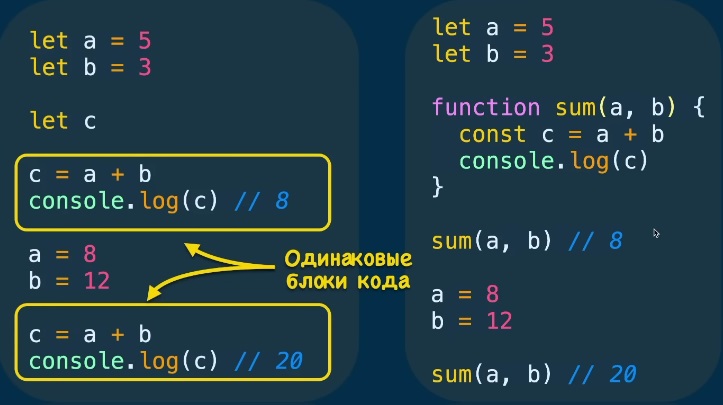 let a = 5
let b = 3
let c
c = a + b
console.log(c) // 8
a = 8
b = 12
Одинаковые
блоки кода
c = a + b
console.log(c) // 20
let a = 5
let b = 3
function sum(a, b) {
  const c = a + b
  console.log(c)
}
sum(a, b) // 8
a = 8
b = 12
sum(a, b) // 20